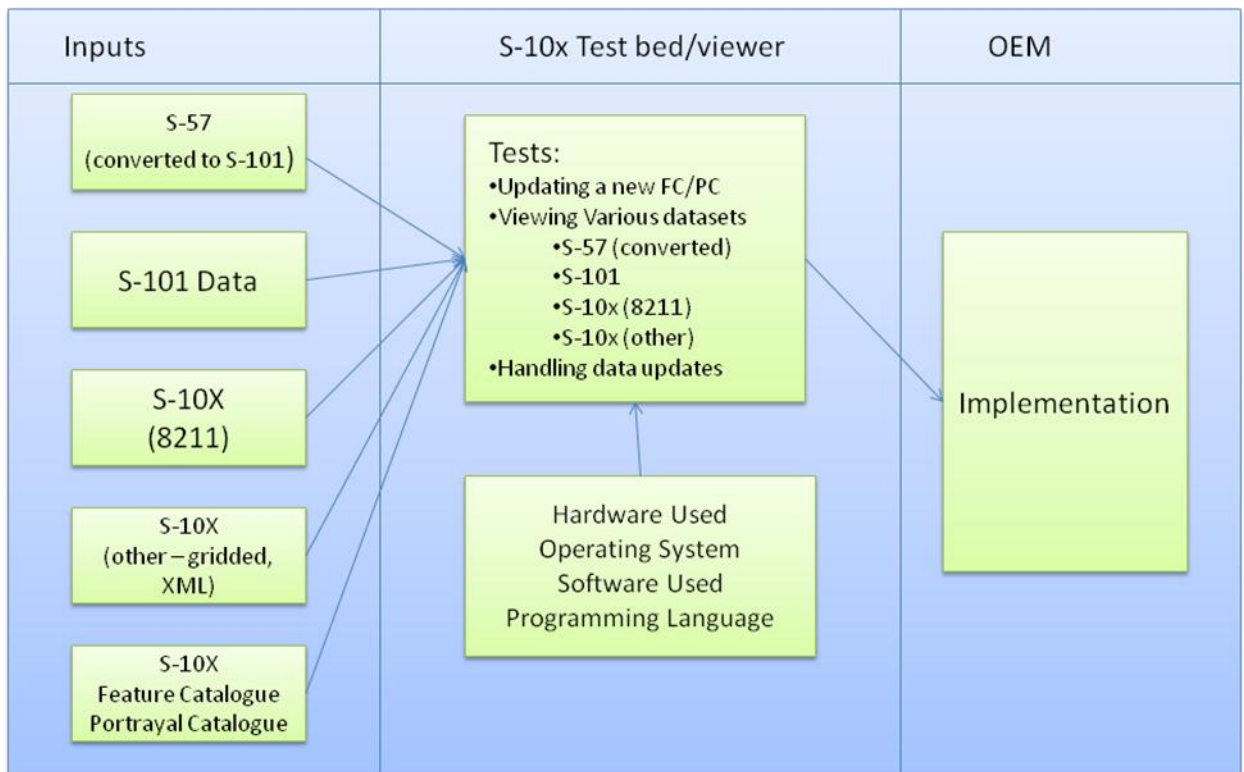 Inputs
S-10x Test bed/viewer
OEM
S-57
(converted to S-101)
S-101 Data
S-10X
(8211)
S-10X
(other – gridded,
XML)
S-10X
Feature Catalogue
Portrayal Catalogue
Tests:
•Updating a new FC/PC
•Viewing Various datasets
•S-57 (converted)
•S-101
•S-10x (8211)
•S-10x (other)
•Handling data updates
Hardware Used
Operating System
Software Used
Programming Language
Implementation